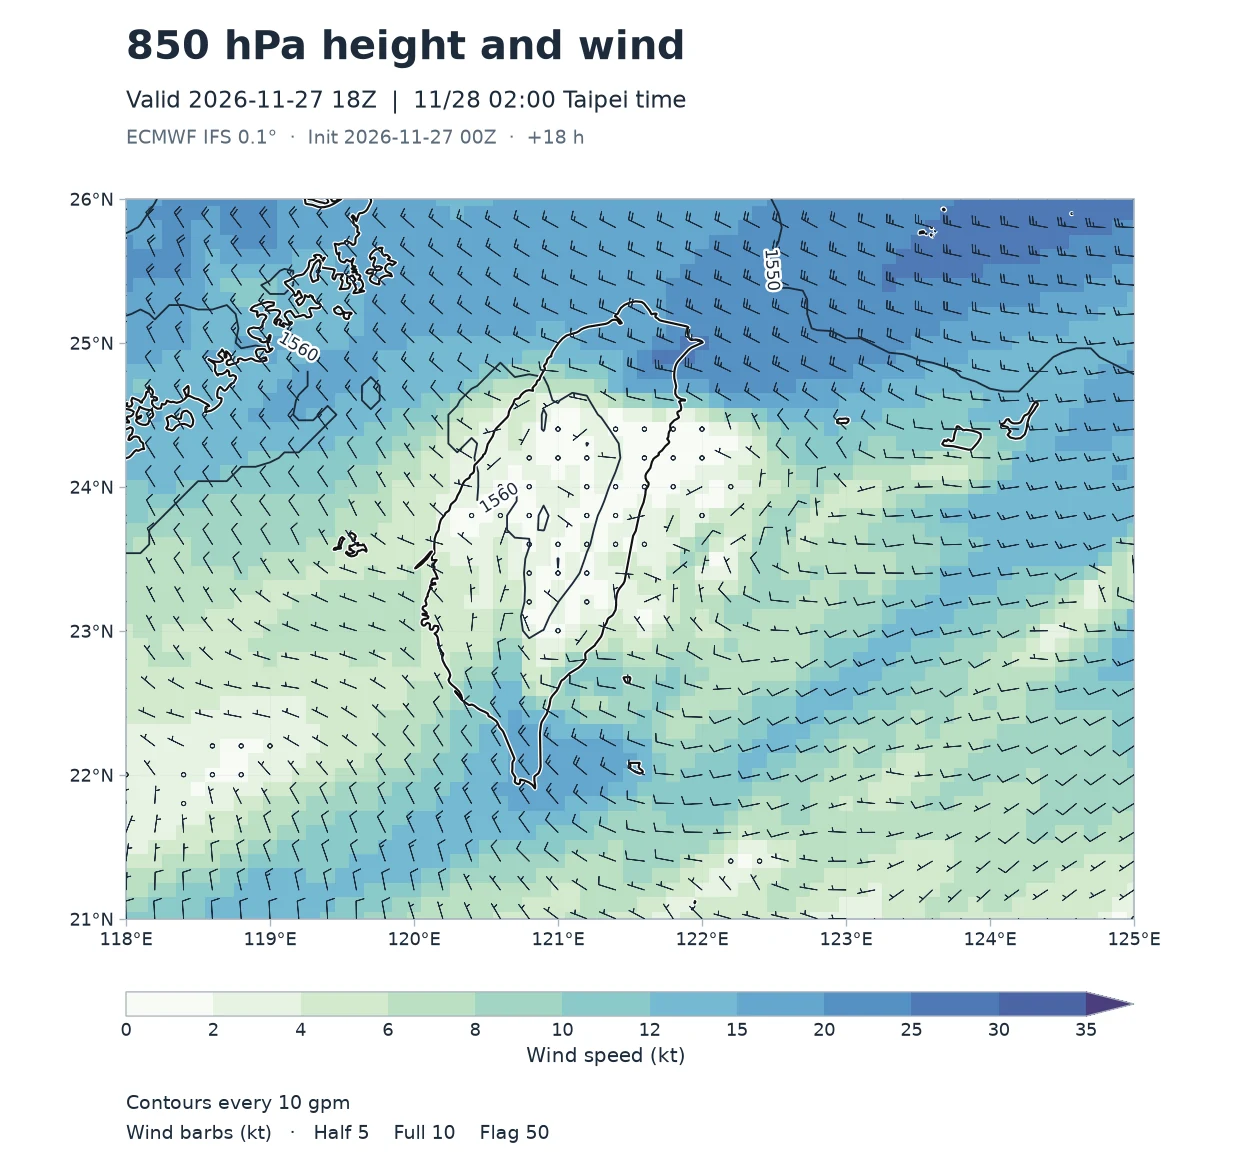 850 hPa height and wind
Valid 2026-11-27 18Z | 11/28 02:00 Taipei time
ECMWF IFS 0.1° · Init 2026-11-27 00Z · +18 h
26°N
1550
25°N
1560
24°N
1560
23°N
22°N
21°N
118°E 119°E 120°E 121°E 122°E 123°E 124°E 125°E
0 2 4 6 8 10 12 15 20 25 30 35
Wind speed (kt)
Contours every 10 gpm
Wind barbs (kt) · Half 5 Full 10 Flag 50